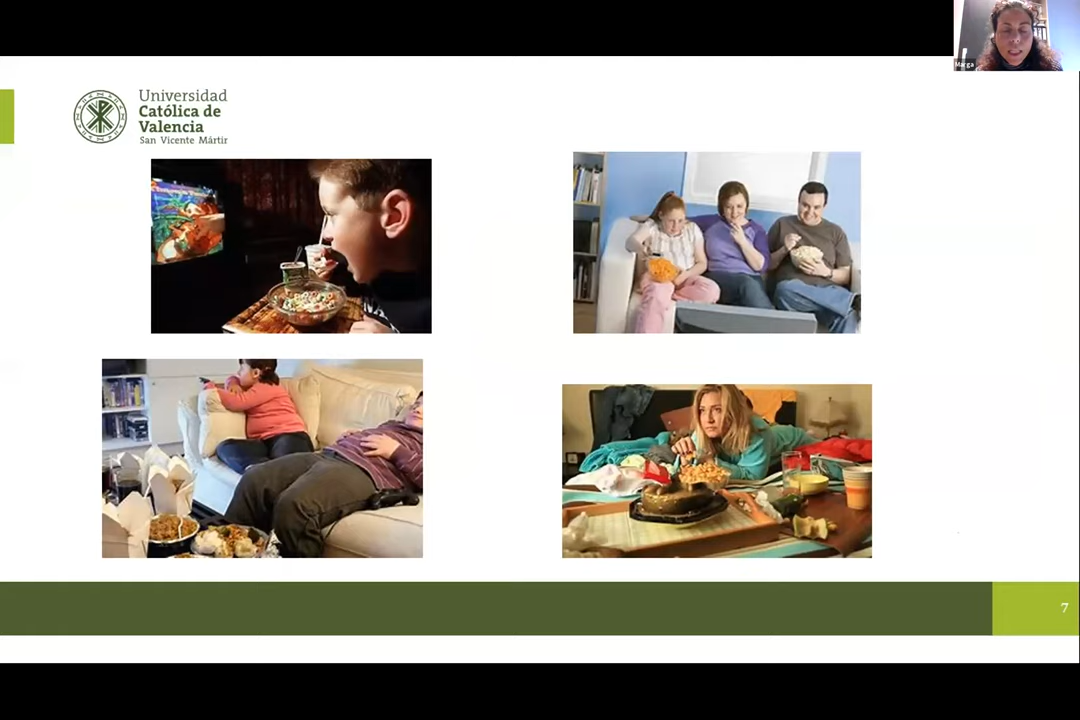 Marga
Universidad
Católica de
Valencia
San Vicente Mártir
7